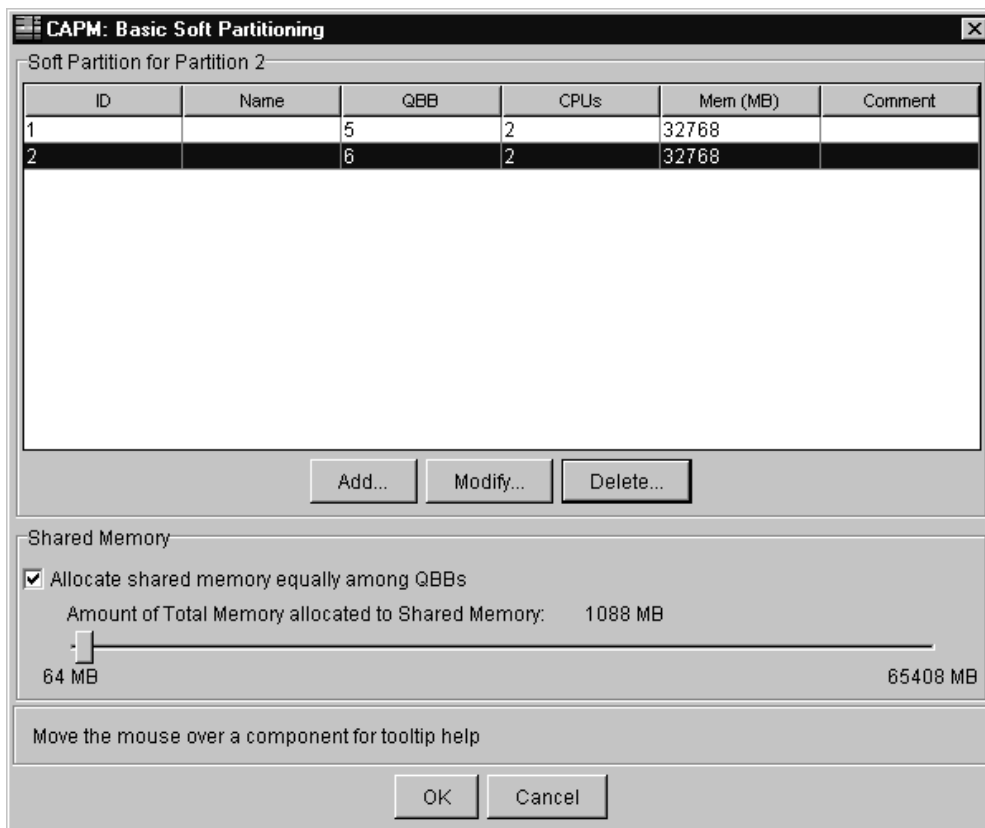 CAPM: Basic Soft Partitioning
Soft Partition for Partition 2
ID Name QBB CPUs Mem (MB) Comment
1 5 2 32768
2 6 2 32768
Add... Modify... Delete...
Shared Memory
Allocate shared memory equally among QBBs
Amount of Total Memory allocated to Shared Memory: 1088 MB
64 MB 65408 MB
Move the mouse over a component for tooltip help
OK Cancel